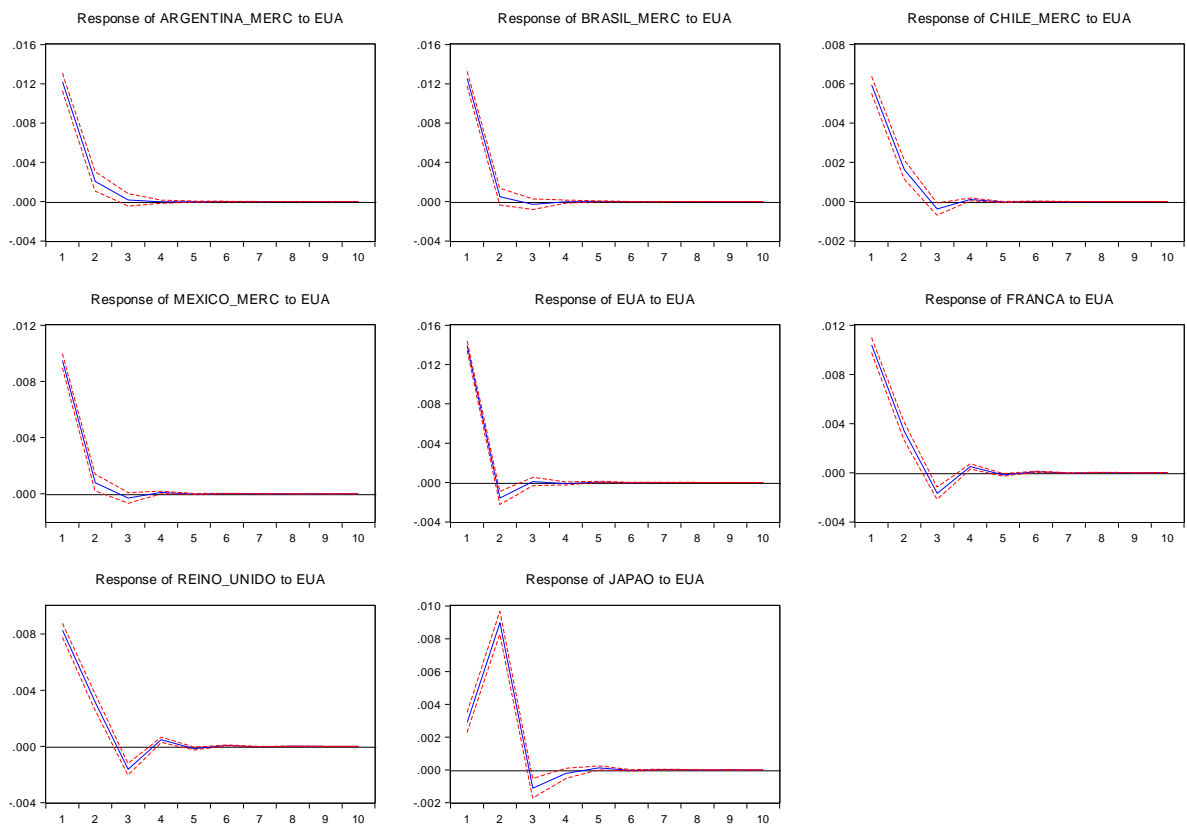 Response of ARGENTINA_MERC to EUA
.016
.012
.008
.004
.000
-.004
1 2 3 4 5 6 7 8 9 10
Response of BRASIL_MERC to EUA
.016
.012
.008
.004
.000
-.004
1 2 3 4 5 6 7 8 9 10
Response of CHILE_MERC to EUA
.008
.006
.004
.002
.000
-.002
1 2 3 4 5 6 7 8 9 10
Response of MEXICO_MERC to EUA
.012
.008
.004
.000
1 2 3 4 5 6 7 8 9 10
Response of EUA to EUA
.016
.012
.008
.004
.000
-.004
1 2 3 4 5 6 7 8 9 10
Response of FRANCA to EUA
.012
.008
.004
.000
-.004
1 2 3 4 5 6 7 8 9 10
Response of REINO_UNIDO to EUA
.008
.004
.000
-.004
1 2 3 4 5 6 7 8 9 10
Response of JAPAO to EUA
.010
.008
.006
.004
.002
.000
-.002
1 2 3 4 5 6 7 8 9 10